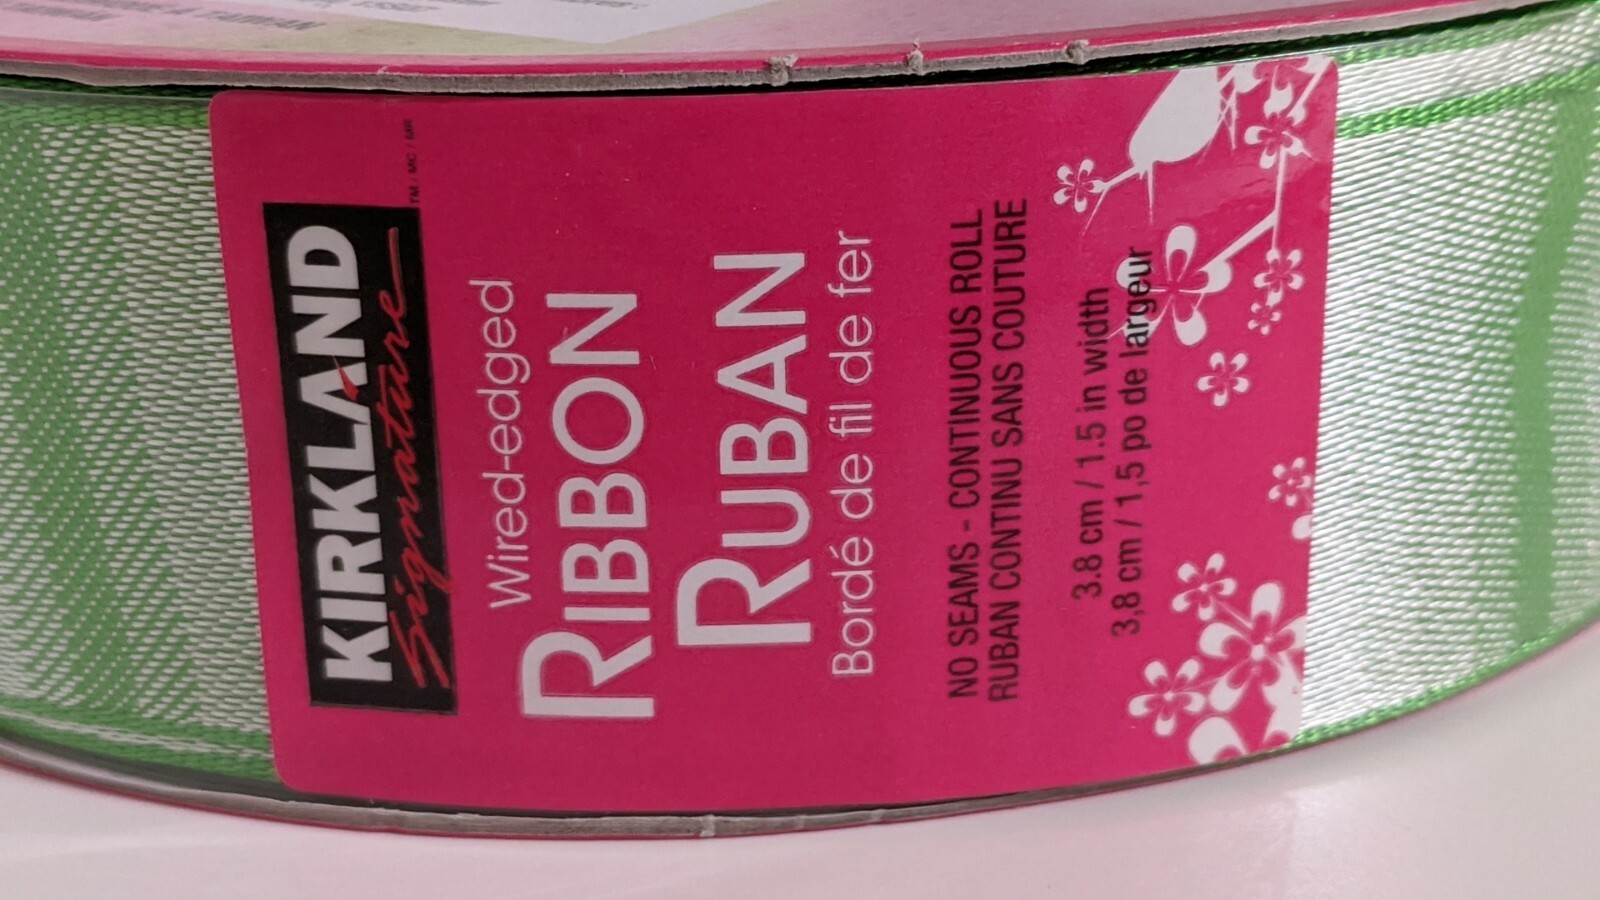 KIRKLAND
Signature
TM / MC / MR
Wired-edged
RIBBON
RUBAN
Bordé de fil de fer
NO SEAMS - CONTINUOUS ROLL
RUBAN CONTINU SANS COUTURE
3.8 cm / 1.5 in width
3,8 cm / 1,5 po de largeur
TAIWAN